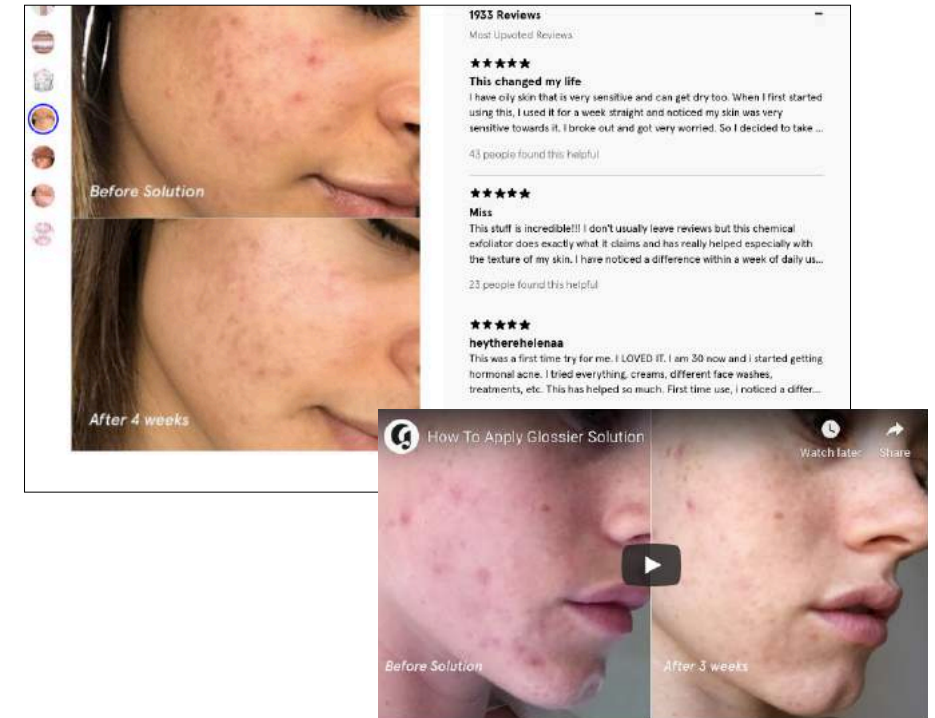 1933 Reviews
Most Upvoted Reviews
This changed my life
I have oily skin that is very sensitive and can get dry too. When I first started
using this, I used it for a week straight and noticed my skin was very
sensitive towards it. I broke out and got very worried. So I decided to take ...
43 people found this helpful
Miss
This stuff is incredible!!! I don't usually leave reviews but this chemical
exfoliator does exactly what it claims and has really helped especially with
the texture of my skin. I have noticed a difference within a week of daily us...
23 people found this helpful
heytherehelenaa
This was a first time try for me. I LOVED IT. I am 30 now and i started getting
hormonal acne. I tried everything, creams, different face washes,
treatments, etc. This has helped so much. First time use, i noticed a differ...
Before Solution
After 4 weeks
G How To Apply Glossier Solution
Watch later
Share
Before Solution
After 3 weeks